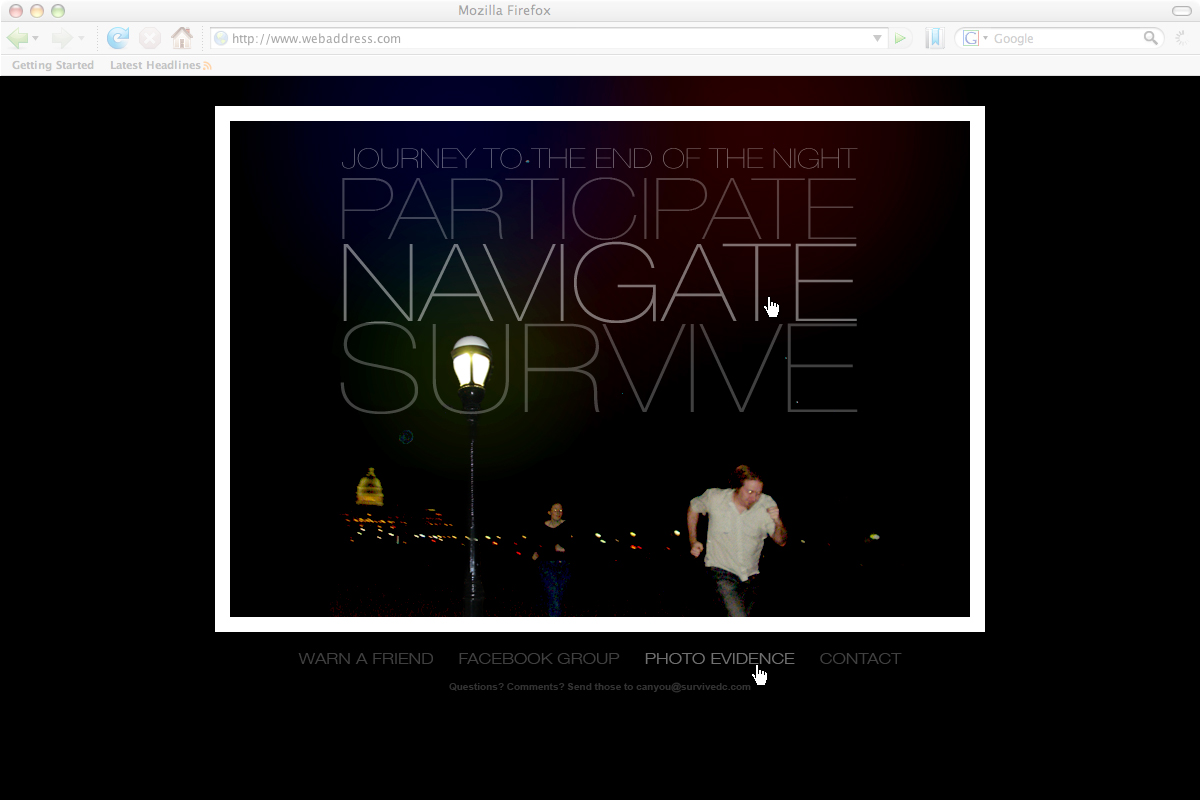 Mozilla Firefox
http://www.webaddress.com
G Google
Getting Started Latest Headlines
JOURNEY TO THE END OF THE NIGHT
PARTICIPATE
NAVIGATE
SURVIVE
WARN A FRIEND FACEBOOK GROUP PHOTO EVIDENCE CONTACT
Questions? Comments? Send those to canyou@survivedc.com